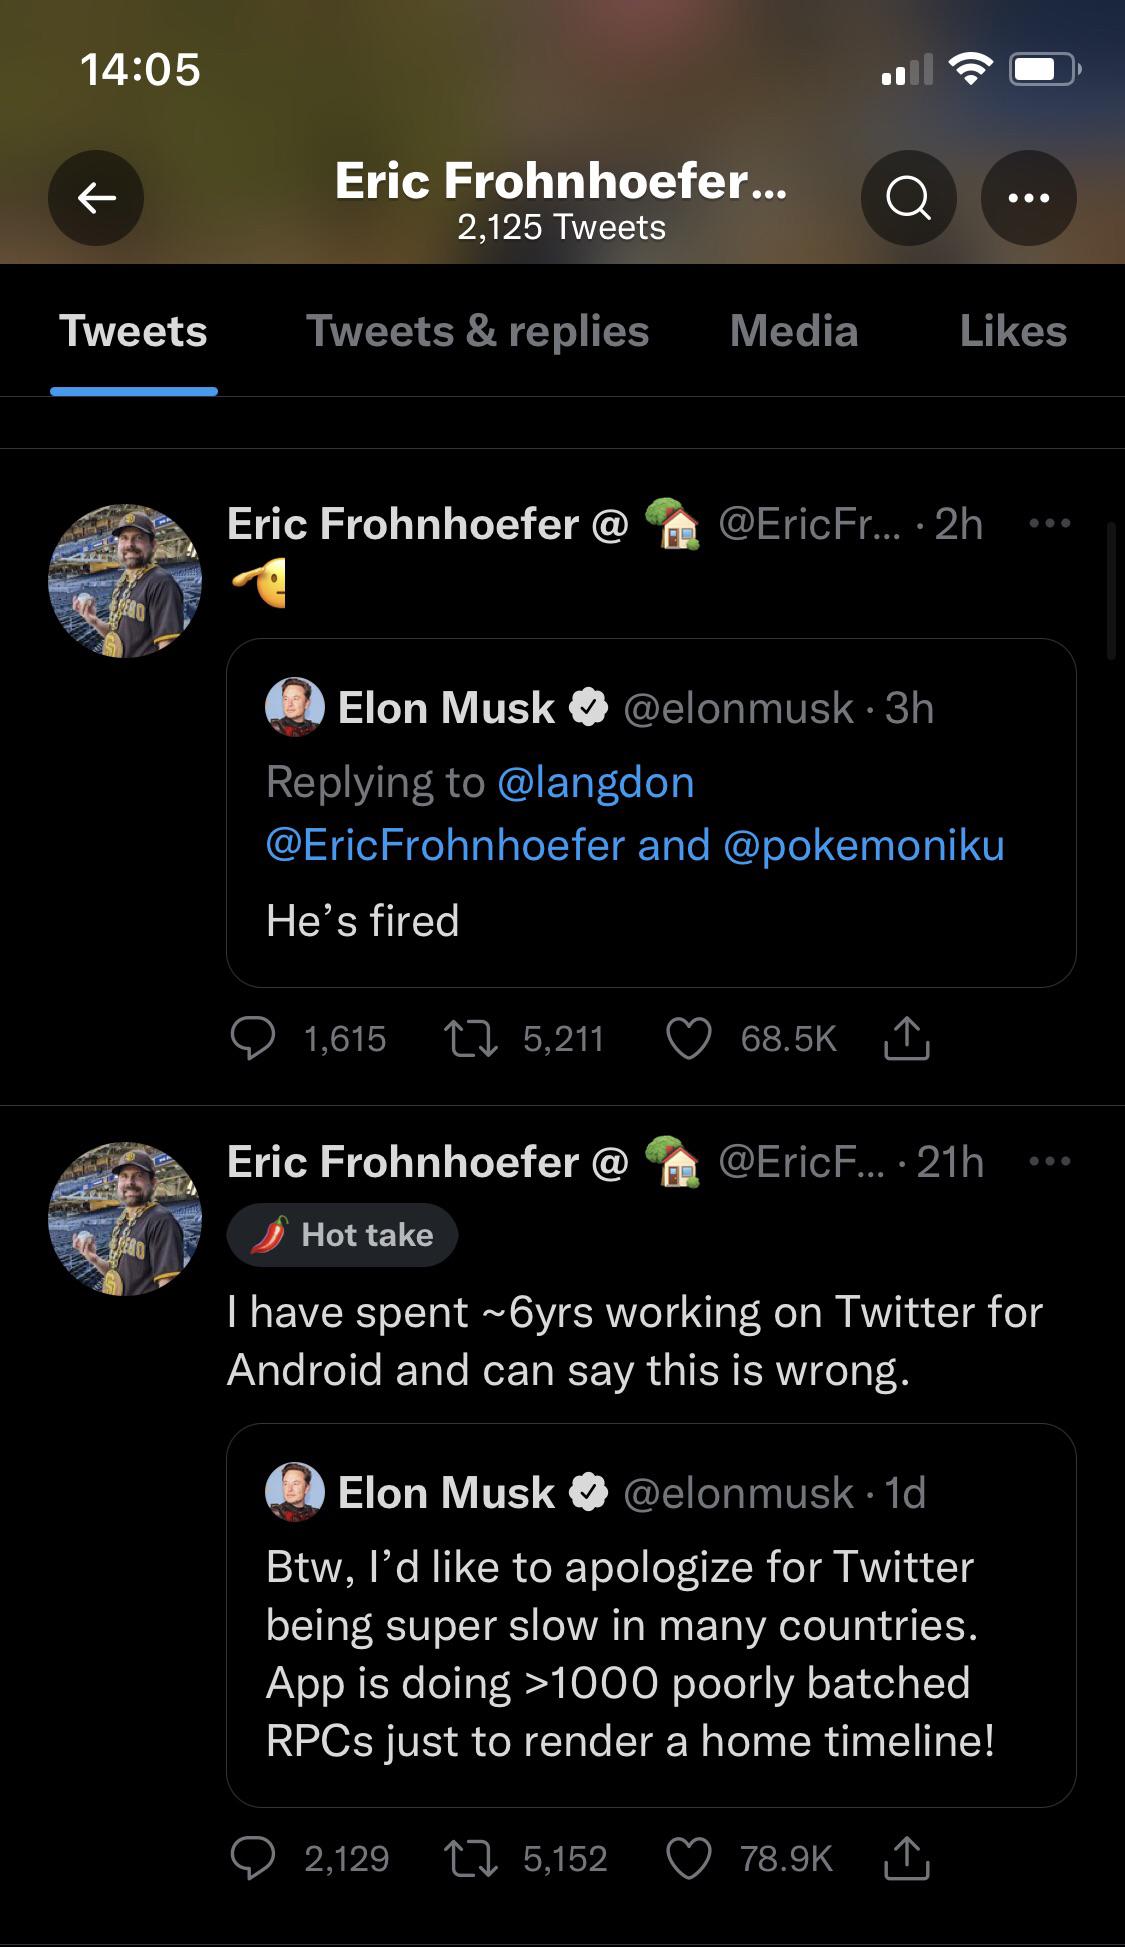 14:05
Eric Frohnhoefer...
2,125 Tweets
Tweets Tweets & replies Media Likes
Eric Frohnhoefer @ 🏡 @EricFr... · 2h
🫡
Elon Musk @elonmusk · 3h
Replying to @langdon
@EricFrohnhoefer and @pokemoniku
He’s fired
1,615 5,211 68.5K
Eric Frohnhoefer @ 🏡 @EricF... · 21h
🌶️ Hot take
I have spent ~6yrs working on Twitter for
Android and can say this is wrong.
Elon Musk @elonmusk · 1d
Btw, I’d like to apologize for Twitter
being super slow in many countries.
App is doing >1000 poorly batched
RPCs just to render a home timeline!
2,129 5,152 78.9K